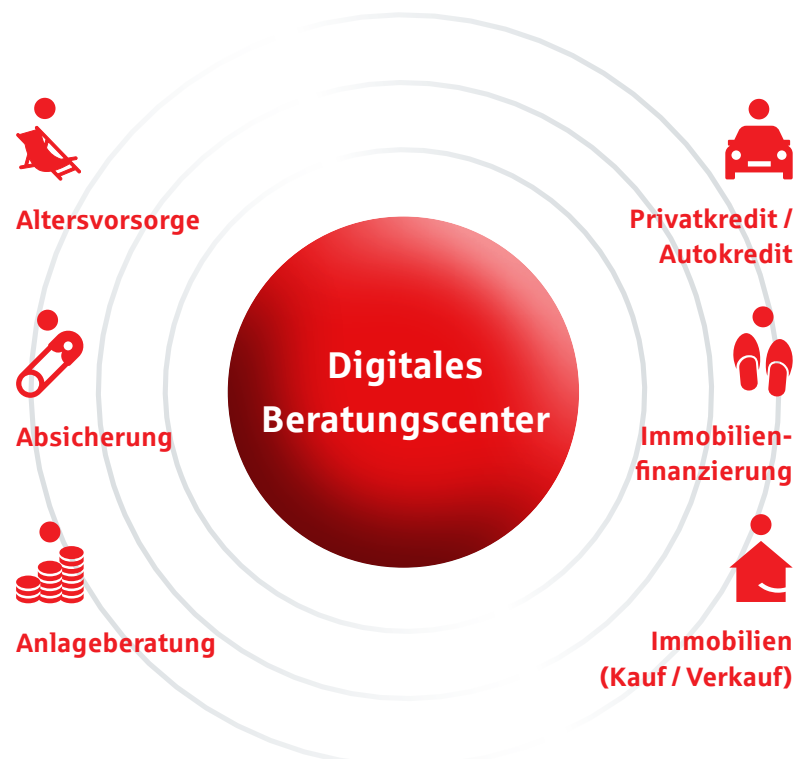 Altersvorsorge
Absicherung
Anlageberatung
Digitales
Beratungscenter
Privatkredit /
Autokredit
Immobilien-
finanzierung
Immobilien
(Kauf / Verkauf)